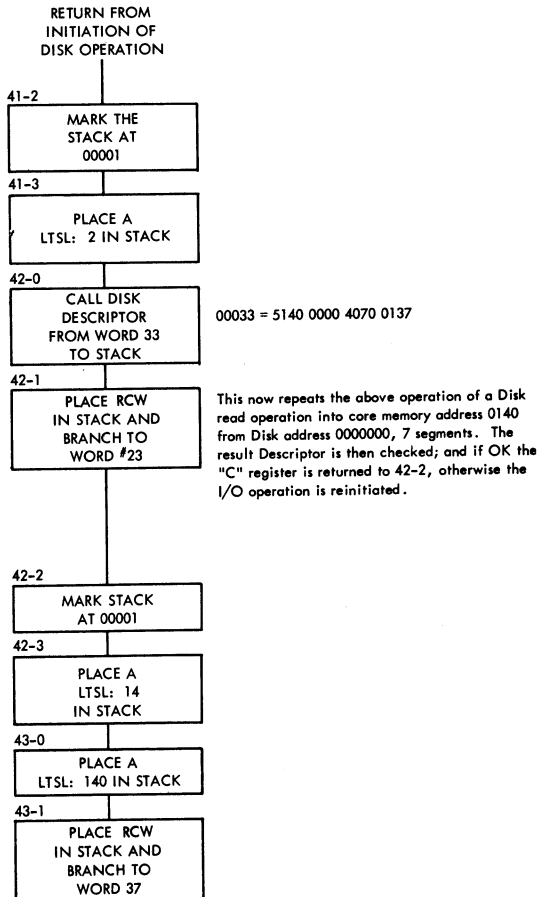 RETURN FROM
INITIATION OF
DISK OPERATION
41-2
MARK THE
STACK AT
00001
41-3
PLACE A
LTSL: 2 IN STACK
42-0
CALL DISK
DESCRIPTOR
FROM WORD 33
TO STACK
00033 = 5140 0000 4070 0137
42-1
PLACE RCW
IN STACK AND
BRANCH TO
WORD #23
This now repeats the above operation of a Disk
read operation into core memory address 0140
from Disk address 0000000, 7 segments. The
result Descriptor is then checked; and if OK the
"C" register is returned to 42-2, otherwise the
I/O operation is reinitiated.
42-2
MARK STACK
AT 00001
42-3
PLACE A
LTSL: 14
IN STACK
43-0
PLACE A
LTSL: 140 IN STACK
43-1
PLACE RCW
IN STACK AND
BRANCH TO
WORD 37